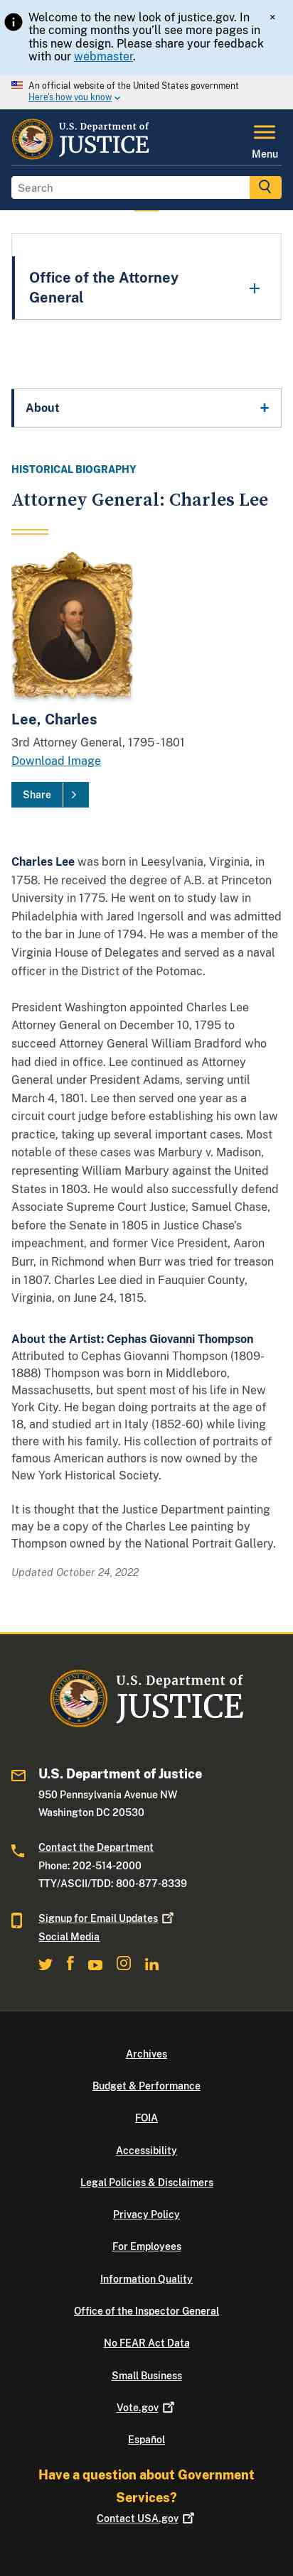 Welcome to the new look of justice.gov. In
the coming months you'll see more pages in
this new design. Please share your feedback
with our webmaster.
×
An official website of the United States government
Here's how you know
U.S. Department of
JUSTICE
Menu
Search
Office of the Attorney
General
+
About
+
HISTORICAL BIOGRAPHY
Attorney General: Charles Lee
Lee, Charles
3rd Attorney General, 1795-1801
Download Image
Share
Charles Lee was born in Leesylvania, Virginia, in
1758. He received the degree of A.B. at Princeton
University in 1775. He went on to study law in
Philadelphia with Jared Ingersoll and was admitted
to the bar in June of 1794. He was a member of the
Virginia House of Delegates and served as a naval
officer in the District of the Potomac.
President Washington appointed Charles Lee
Attorney General on December 10, 1795 to
succeed Attorney General William Bradford who
had died in office. Lee continued as Attorney
General under President Adams, serving until
March 4, 1801. Lee then served one year as a
circuit court judge before establishing his own law
practice, taking up several important cases. Most
notable of these cases was Marbury v. Madison,
representing William Marbury against the United
States in 1803. He would also successfully defend
Associate Supreme Court Justice, Samuel Chase,
before the Senate in 1805 in Justice Chase's
impeachment, and former Vice President, Aaron
Burr, in Richmond when Burr was tried for treason
in 1807. Charles Lee died in Fauquier County,
Virginia, on June 24, 1815.
About the Artist: Cephas Giovanni Thompson
Attributed to Cephas Giovanni Thompson (1809-
1888) Thompson was born in Middleboro,
Massachusetts, but spent most of his life in New
York City. He began doing portraits at the age of
18, and studied art in Italy (1852-60) while living
there with his family. His collection of portraits of
famous American authors is now owned by the
New York Historical Society.
It is thought that the Justice Department painting
may be a copy of the Charles Lee painting by
Thompson owned by the National Portrait Gallery.
Updated October 24, 2022
U.S. Department of
JUSTICE
U.S. Department of Justice
950 Pennsylvania Avenue NW
Washington DC 20530
Contact the Department
Phone: 202-514-2000
TTY/ASCII/TDD: 800-877-8339
Signup for Email Updates
Social Media
Archives
Budget & Performance
FOIA
Accessibility
Legal Policies & Disclaimers
Privacy Policy
For Employees
Information Quality
Office of the Inspector General
No FEAR Act Data
Small Business
Vote.gov
Español
Have a question about Government
Services?
Contact USA.gov